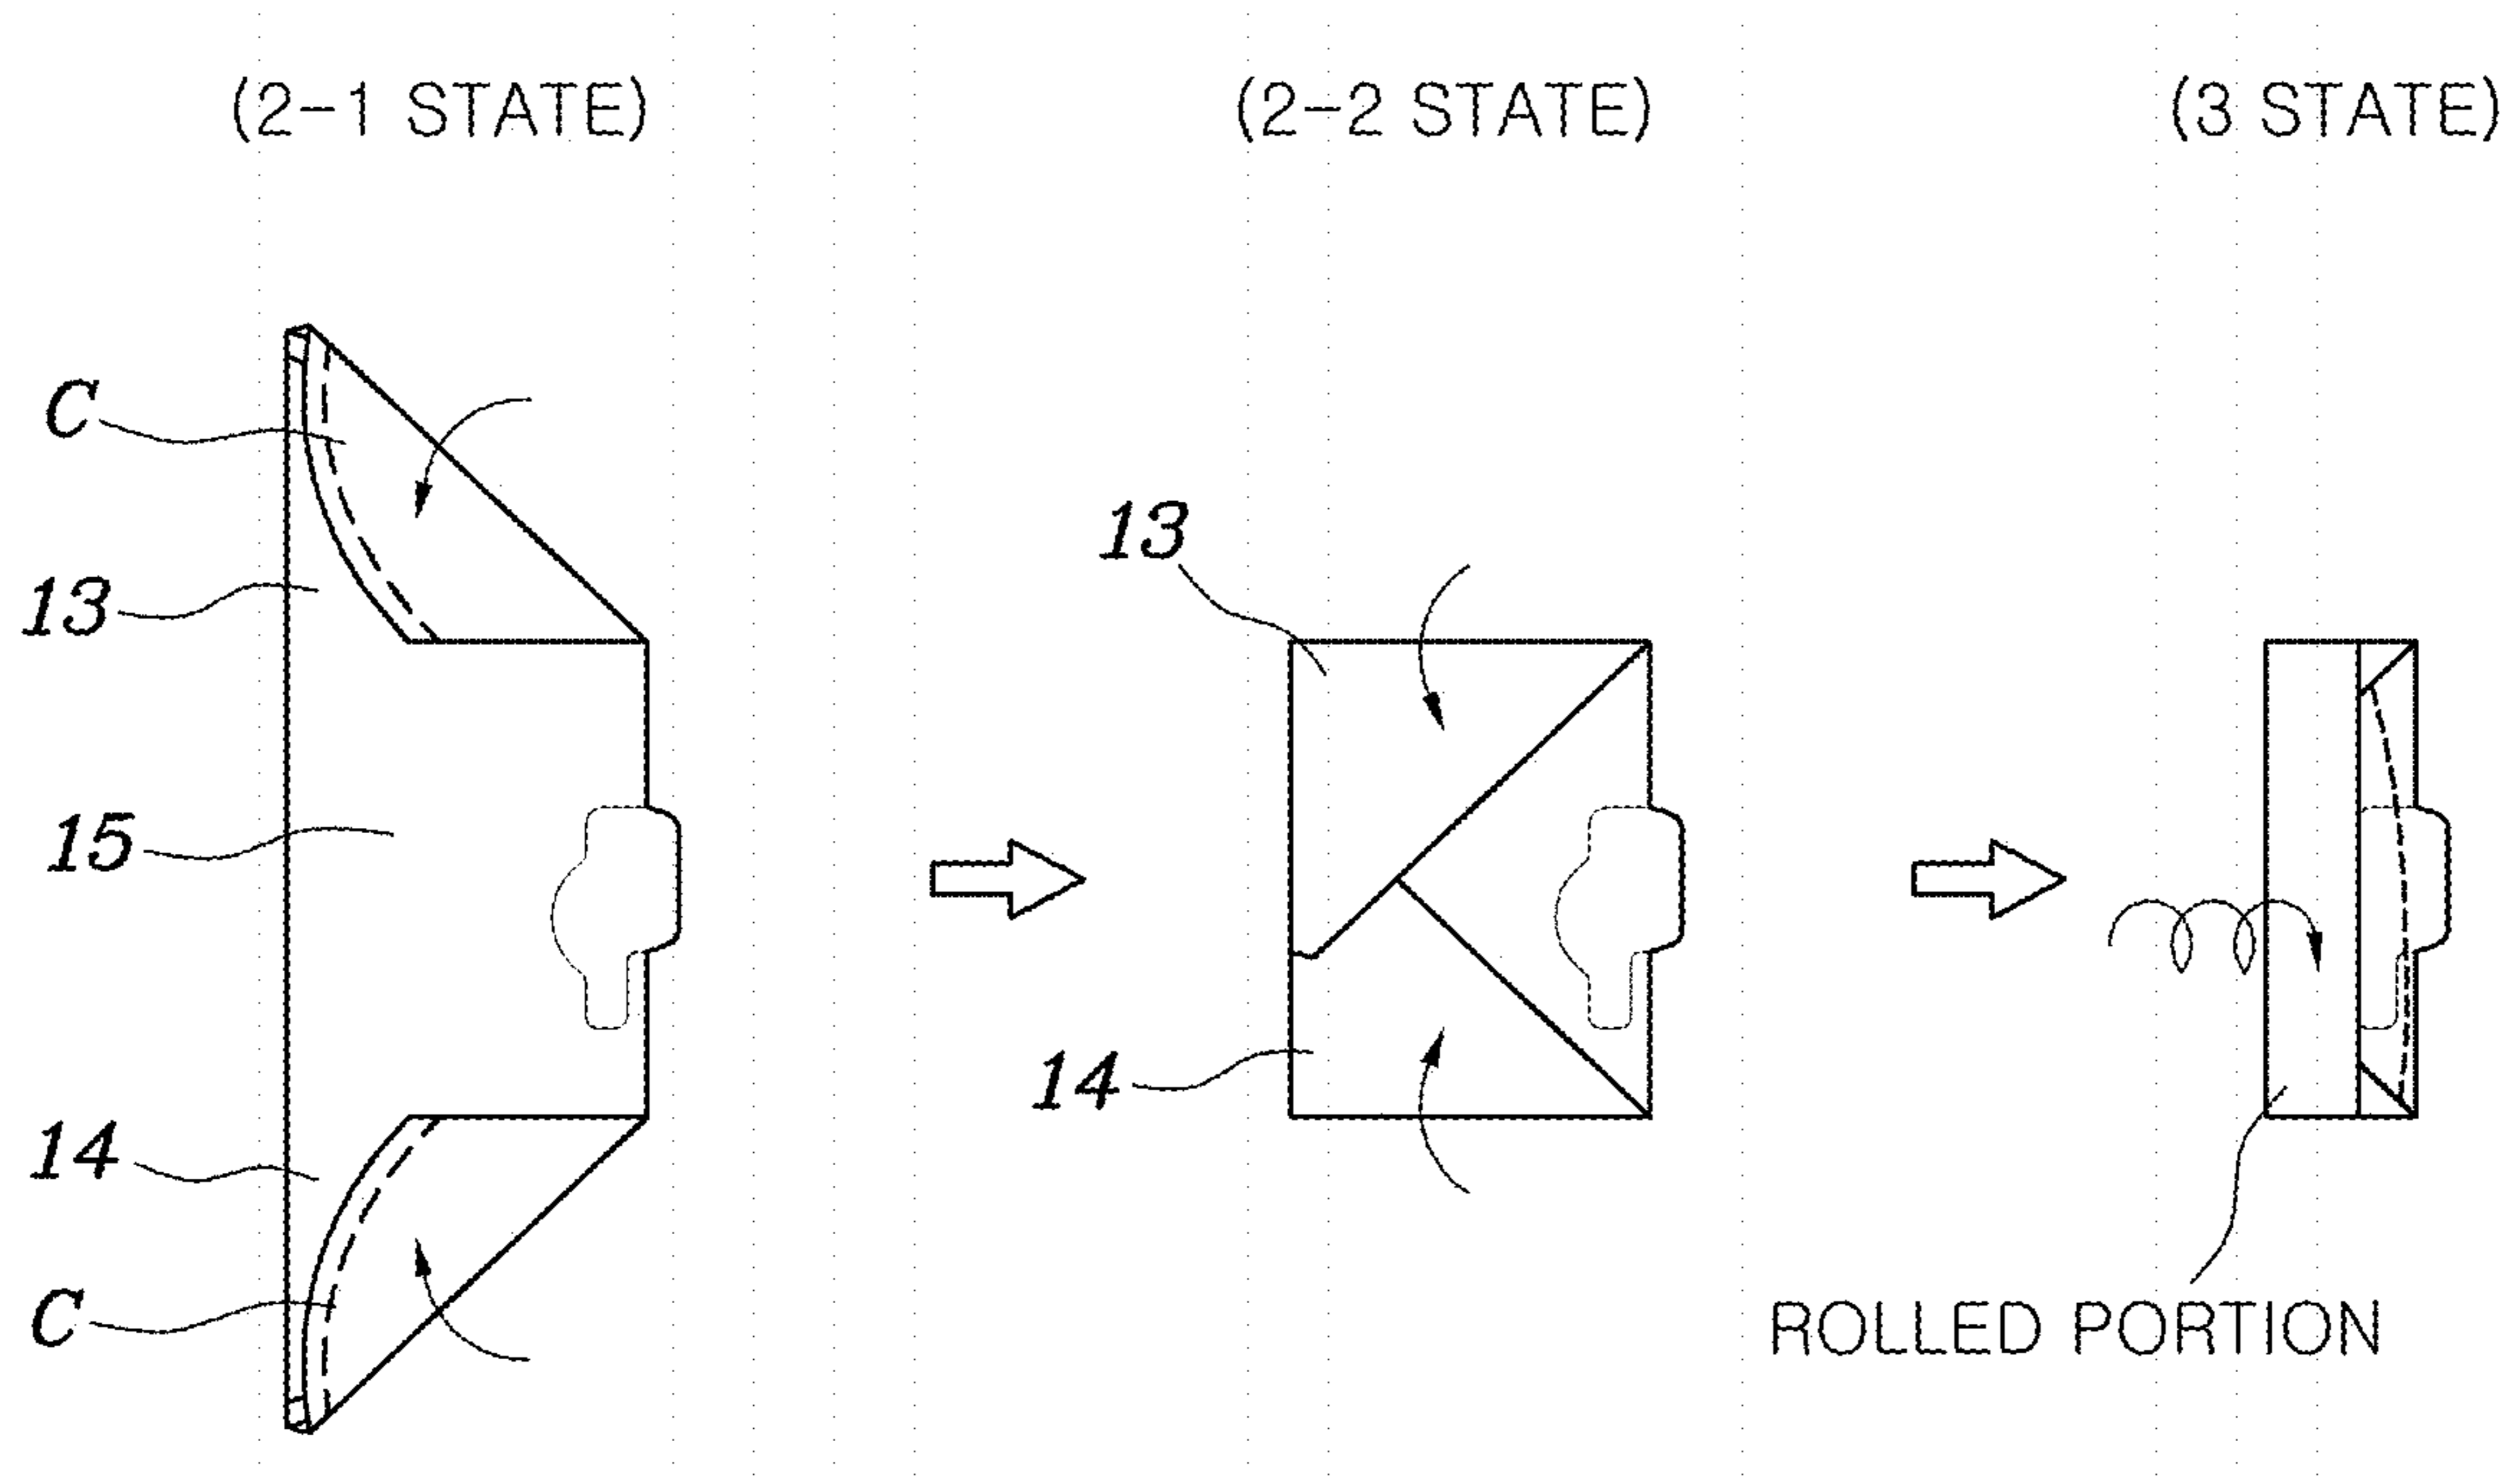 (2-1 STATE)
(2-2 STATE)
(3 STATE)
C
13
15
14
C
13
14
ROLLED PORTION